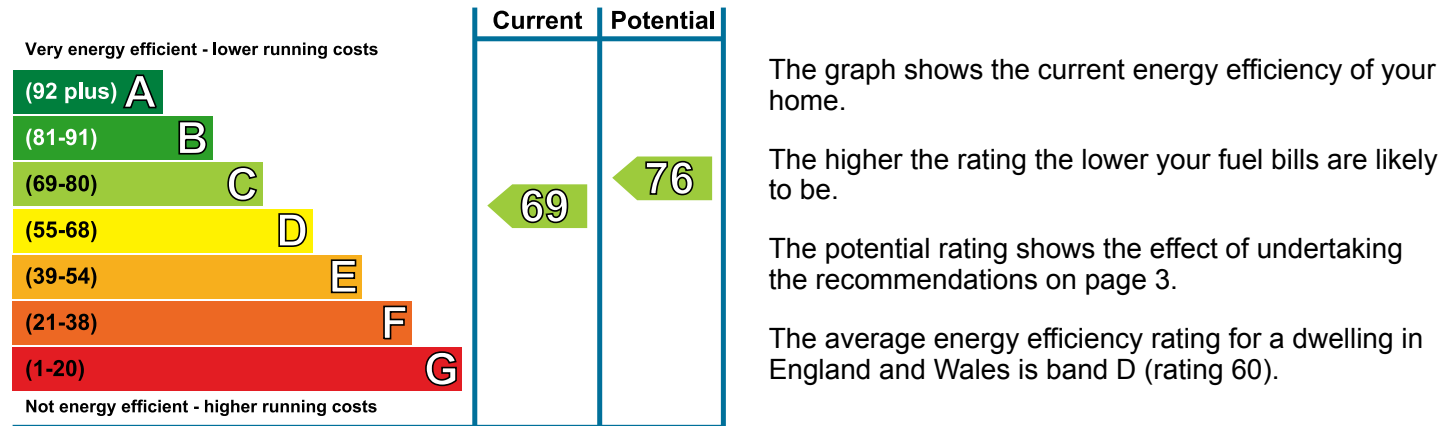 Current Potential
Very energy efficient - lower running costs
(92 plus) A
(81-91) B
(69-80) C
(55-68) D
(39-54) E
(21-38) F
(1-20) G
Not energy efficient - higher running costs
69
76
The graph shows the current energy efficiency of your
home.
The higher the rating the lower your fuel bills are likely
to be.
The potential rating shows the effect of undertaking
the recommendations on page 3.
The average energy efficiency rating for a dwelling in
England and Wales is band D (rating 60).